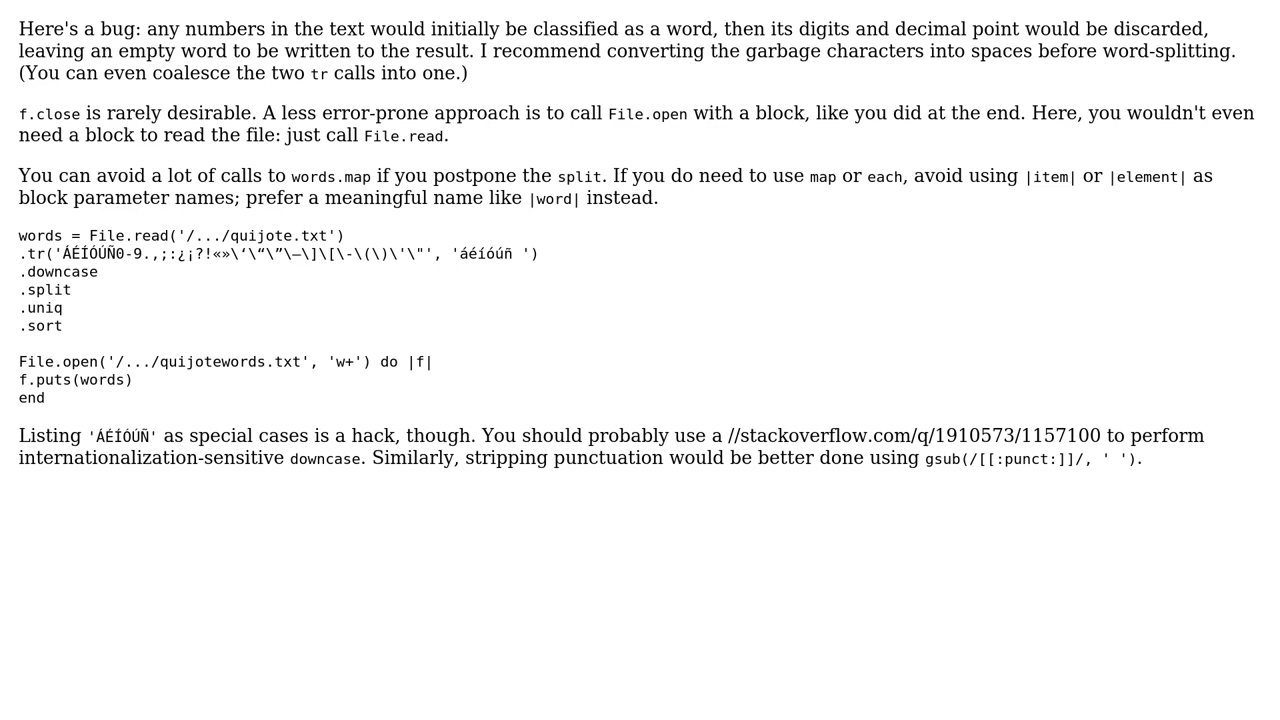 Here's a bug: any numbers in the text would initially be classified as a word, then its digits and decimal point would be discarded,
leaving an empty word to be written to the result. I recommend converting the garbage characters into spaces before word-splitting.
(You can even coalesce the two tr calls into one.)
f.close is rarely desirable. A less error-prone approach is to call File.open with a block, like you did at the end. Here, you wouldn't even
need a block to read the file: just call File.read.
You can avoid a lot of calls to words.map if you postpone the split. If you do need to use map or each, avoid using |item| or |element| as
block parameter names; prefer a meaningful name like |word| instead.
words = File.read('/.../quijote.txt')
.tr('ÁÉÍÓÚÑ0-9.,;:¿¡?!«»\‘\“\”\—\]\[\-\(\)\'\"', 'áéíóúñ ')
.downcase
.split
.uniq
.sort
File.open('/.../quijotewords.txt', 'w+') do |f|
f.puts(words)
end
Listing 'ÁÉÍÓÚÑ' as special cases is a hack, though. You should probably use a //stackoverflow.com/q/1910573/1157100 to perform
internationalization-sensitive downcase. Similarly, stripping punctuation would be better done using gsub(/[[:punct:]]/, ' ').